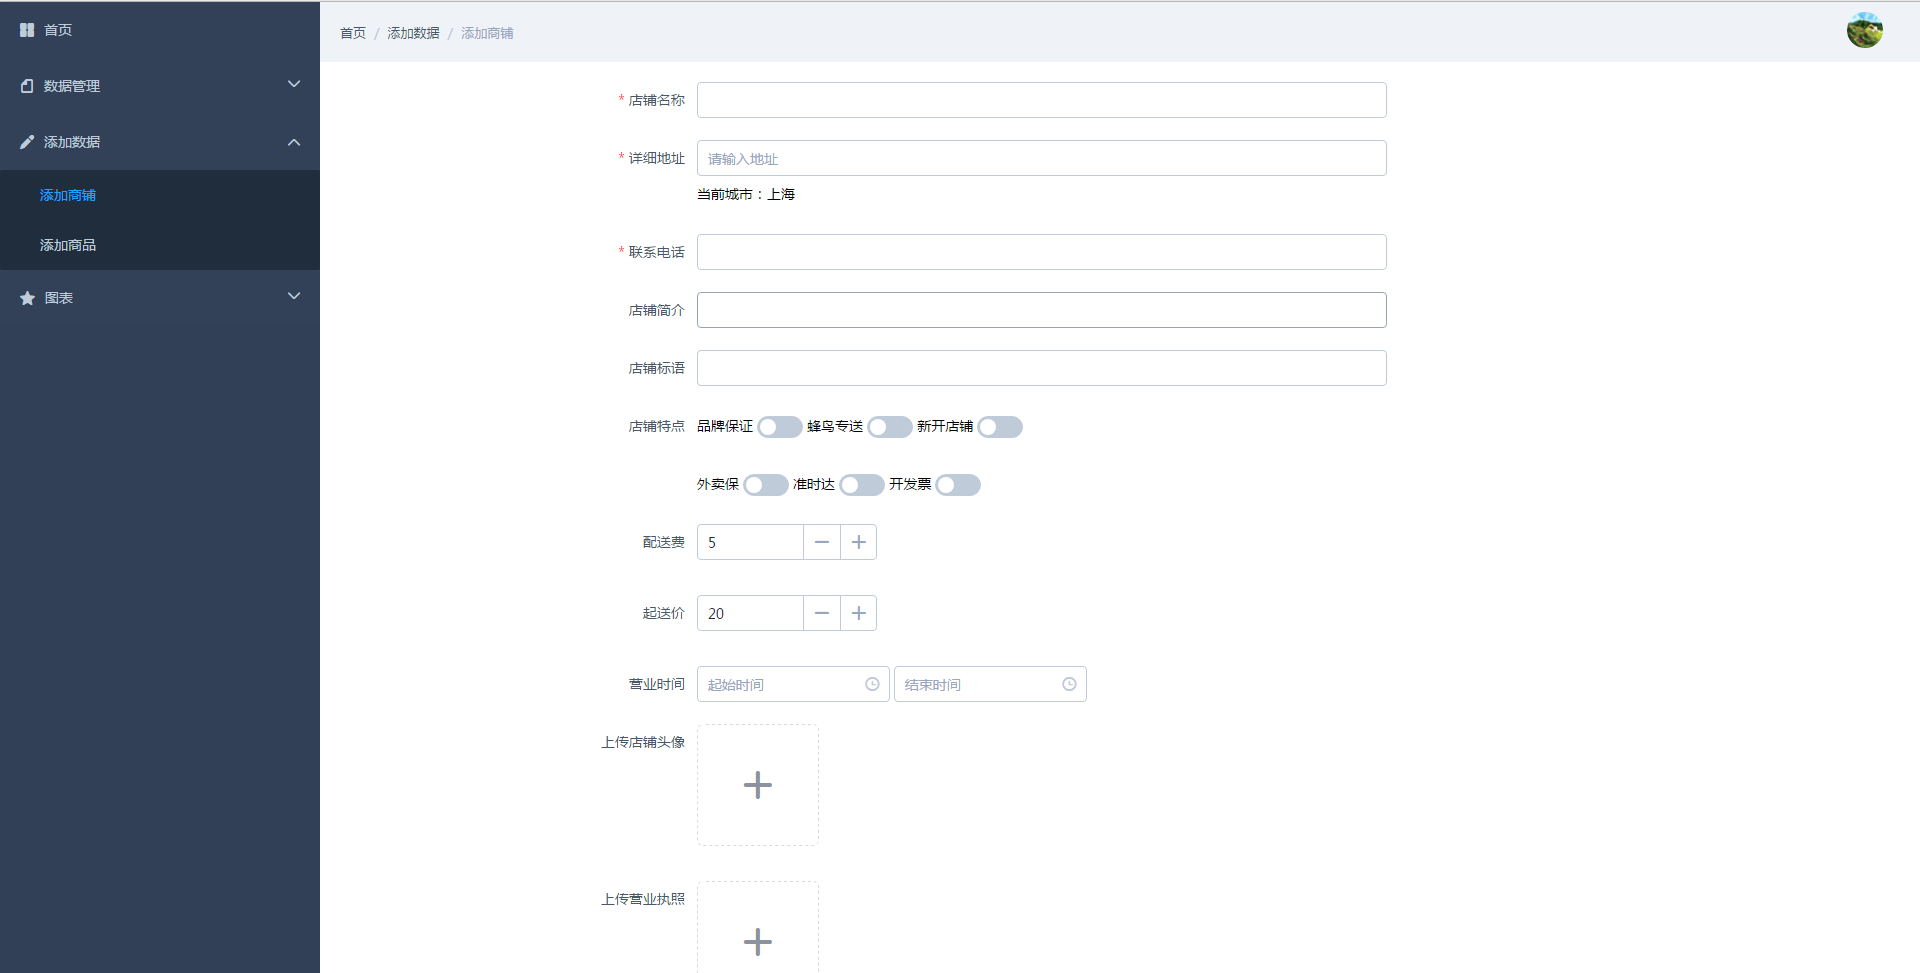 首页
数据管理
添加数据
添加商铺
添加商品
图表
首页 / 添加数据 / 添加商铺
* 店铺名称
* 详细地址 请输入地址
当前城市：上海
* 联系电话
店铺简介
店铺标语
店铺特点 品牌保证 蜂鸟专送 新开店铺
外卖保 准时达 开发票
配送费 5
起送价 20
营业时间 起始时间 结束时间
上传店铺头像
上传营业执照